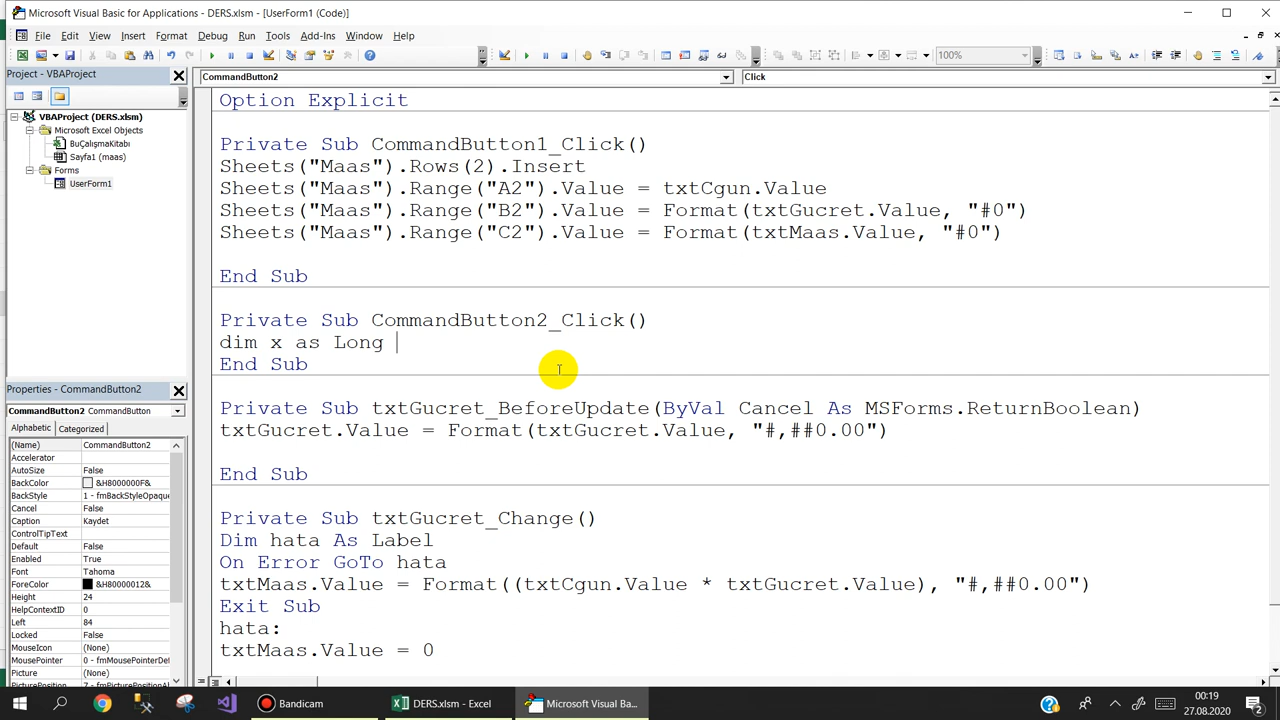 Microsoft Visual Basic for Applications - DERS.xlsm - [UserForm1 (Code)]
File Edit View Insert Format Debug Run Tools Add-Ins Window Help
100%
Project - VBAProject
VBAProject (DERS.xlsm)
Microsoft Excel Objects
BuÇalışmaKitabı
Sayfa1 (maas)
Forms
UserForm1
Properties - CommandButton2
CommandButton2 CommandButton
Alphabetic Categorized
(Name) CommandButton2
Accelerator
AutoSize False
BackColor &H8000000F&
BackStyle 1 - fmBackStyleOpaque
Cancel False
Caption Kaydet
ControlTipText
Default False
Enabled True
Font Tahoma
ForeColor &H80000012&
Height 24
HelpContextID 0
Left 84
Locked False
MouseIcon (None)
MousePointer 0 - fmMousePointerDef
Picture (None)
PicturePosition 7 - fmPicturePositionAb
CommandButton2 Click
Option Explicit
Private Sub CommandButton1_Click()
Sheets("Maas").Rows(2).Insert
Sheets("Maas").Range("A2").Value = txtCgun.Value
Sheets("Maas").Range("B2").Value = Format(txtGucret.Value, "#0")
Sheets("Maas").Range("C2").Value = Format(txtMaas.Value, "#0")
End Sub
Private Sub CommandButton2_Click()
dim x as Long
End Sub
Private Sub txtGucret_BeforeUpdate(ByVal Cancel As MSForms.ReturnBoolean)
txtGucret.Value = Format(txtGucret.Value, "#,##0.00")
End Sub
Private Sub txtGucret_Change()
Dim hata As Label
On Error GoTo hata
txtMaas.Value = Format((txtCgun.Value * txtGucret.Value), "#,##0.00")
Exit Sub
hata:
txtMaas.Value = 0
Bandicam
DERS.xlsm - Excel
Microsoft Visual Ba...
00:19
27.08.2020
2